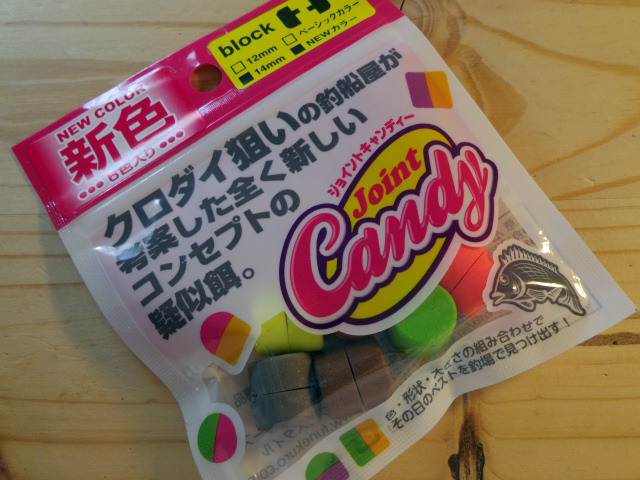 block
□12mm □ベーシックカラー
■14mm ■NEWカラー
NEW COLOR
新色
•••6色入り•••
クロダイ狙いの釣船屋が
考案した全く新しい
コンセプトの
疑似餌。
ジョイントキャンディー
Joint
Candy
色・形状・大きさの組み合わせで
その日のベストを釣場で見つけ出す!